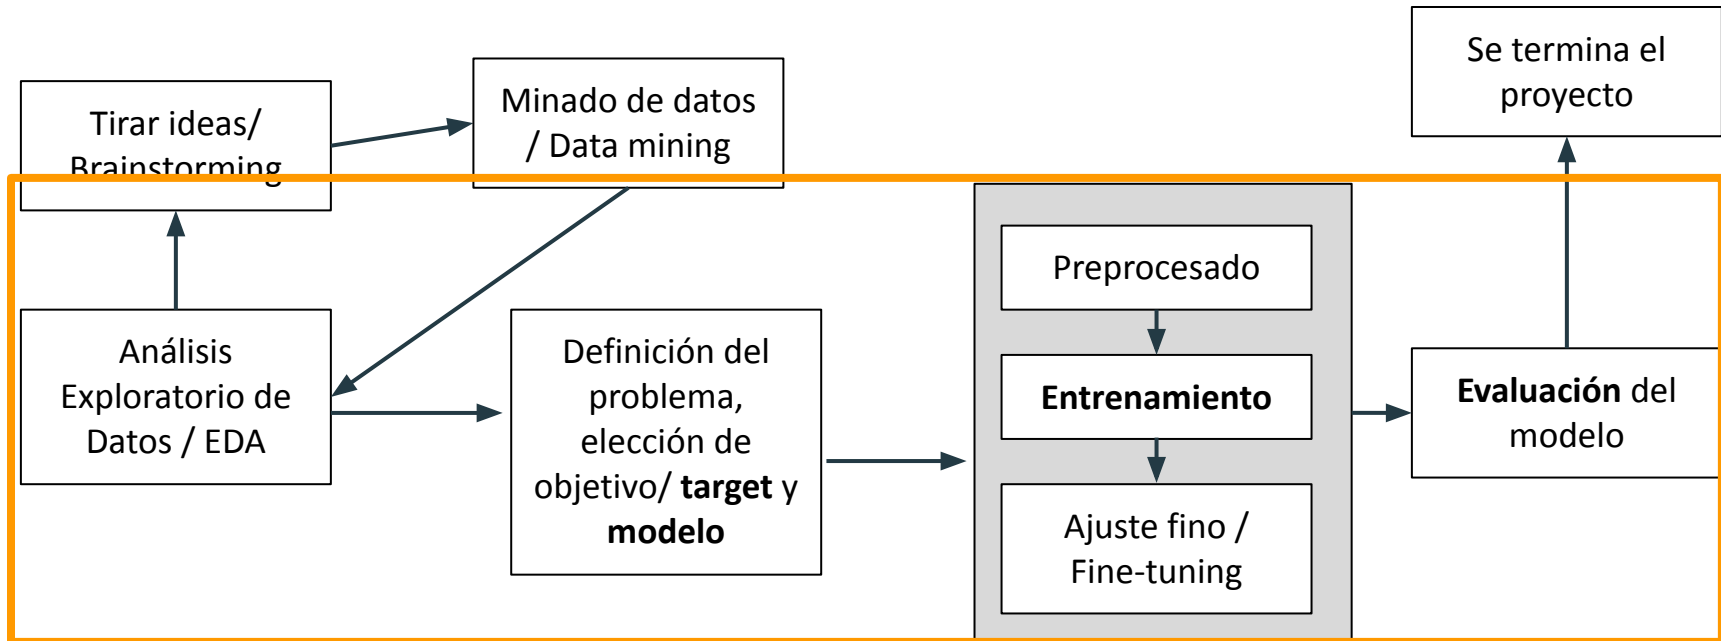 Tirar ideas/
Brainstorming
Minado de datos
/ Data mining
Se termina el
proyecto
Análisis
Exploratorio de
Datos / EDA
Definición del
problema,
elección de
objetivo/ target y
modelo
Preprocesado
Entrenamiento
Ajuste fino /
Fine-tuning
Evaluación del
modelo